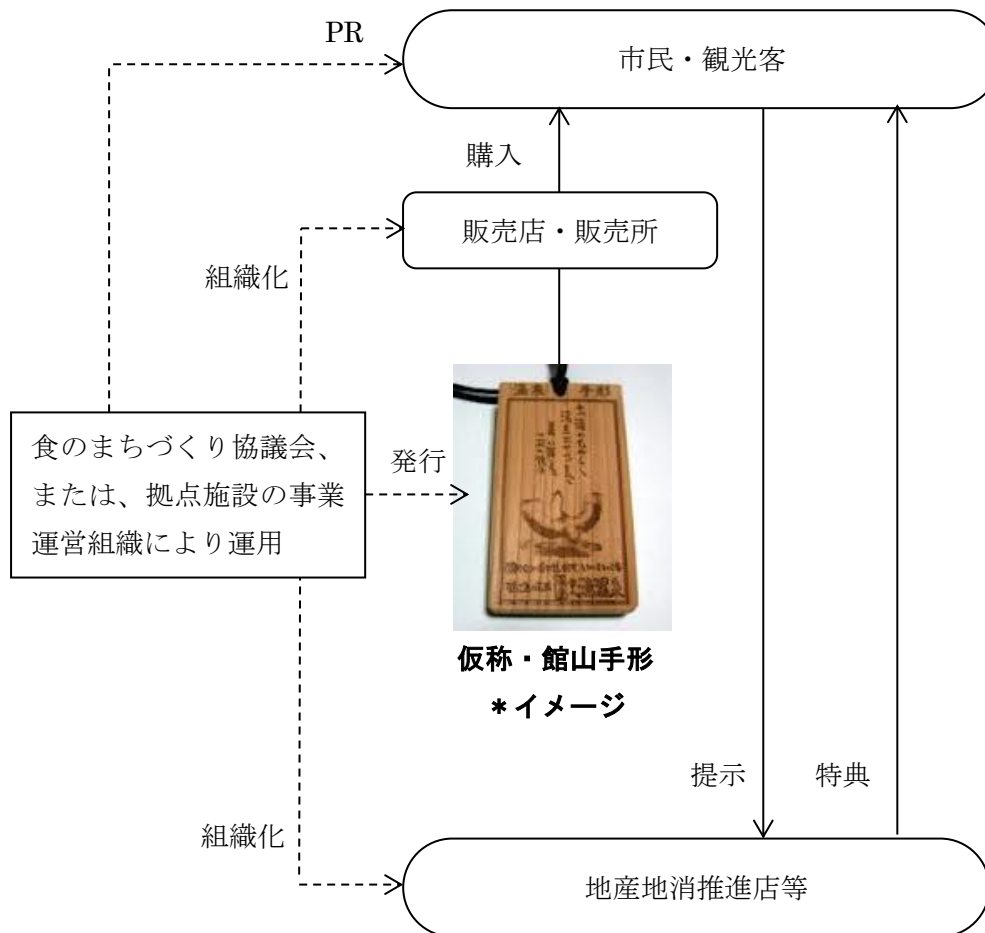 PR
市民・観光客
購入
販売店・販売所
組織化
食のまちづくり協議会、
または、拠点施設の事業
運営組織により運用
発行
手形
仮称・館山手形
＊イメージ
提示
特典
組織化
地産地消推進店等